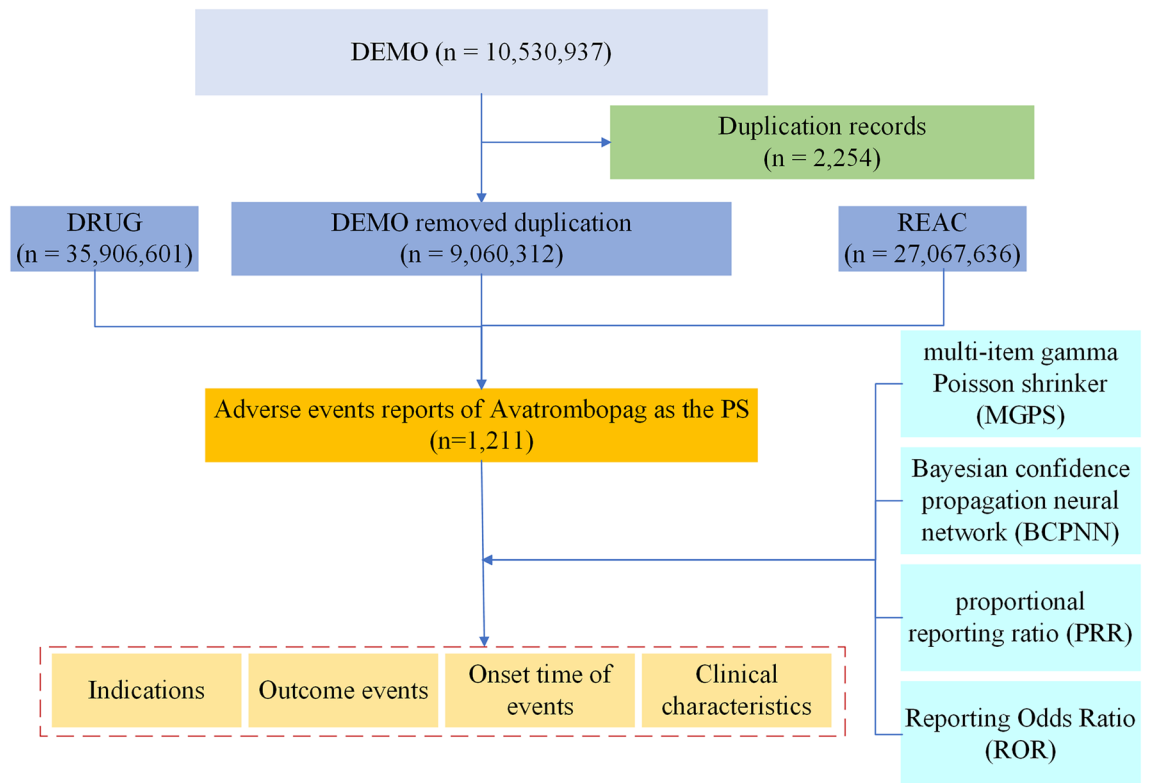 DEMO (n = 10,530,937)
Duplication records
(n = 2,254)
DRUG
(n = 35,906,601)
DEMO removed duplication
(n = 9,060,312)
REAC
(n = 27,067,636)
multi-item gamma
Poisson shrinker
(MGPS)
Adverse events reports of Avatrombopag as the PS
(n=1,211)
Bayesian confidence
propagation neural
network (BCPNN)
proportional
reporting ratio (PRR)
Reporting Odds Ratio
(ROR)
Indications
Outcome events
Onset time of
events
Clinical
characteristics